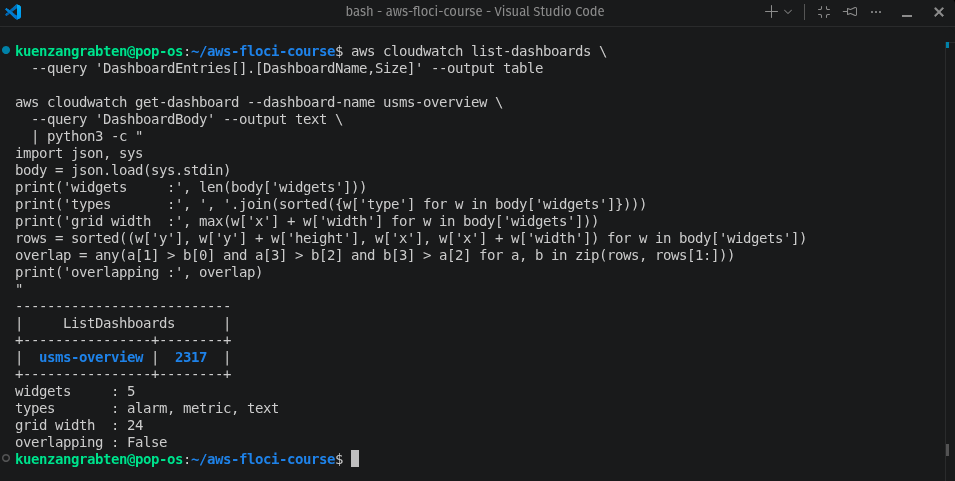 bash - aws-floci-course - Visual Studio Code
kuenzangrabten@pop-os:~/aws-floci-course$ aws cloudwatch list-dashboards \
  --query 'DashboardEntries[].[DashboardName,Size]' --output table

aws cloudwatch get-dashboard --dashboard-name usms-overview \
  --query 'DashboardBody' --output text \
  | python3 -c "
import json, sys
body = json.load(sys.stdin)
print('widgets     :', len(body['widgets']))
print('types       :', ', '.join(sorted({w['type'] for w in body['widgets']})))
print('grid width  :', max(w['x'] + w['width'] for w in body['widgets']))
rows = sorted((w['y'], w['y'] + w['height'], w['x'], w['x'] + w['width']) for w in body['widgets'])
overlap = any(a[1] > b[0] and a[3] > b[2] and b[3] > a[2] for a, b in zip(rows, rows[1:]))
print('overlapping :', overlap)
"
---------------------------
|     ListDashboards      |
+----------------+--------+
|  usms-overview |  2317  |
+----------------+--------+
widgets     : 5
types       : alarm, metric, text
grid width  : 24
overlapping : False
kuenzangrabten@pop-os:~/aws-floci-course$